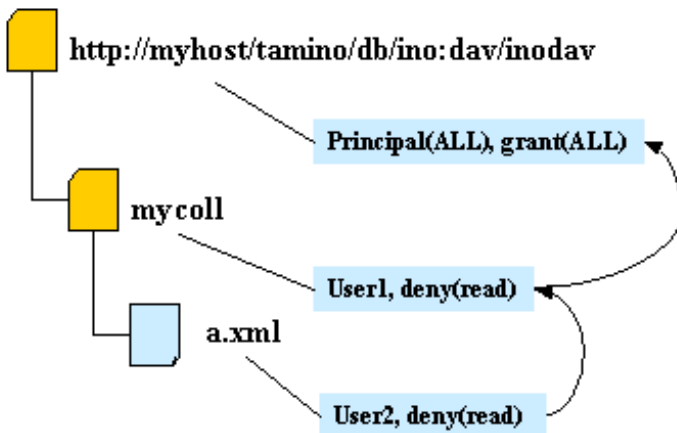 http://myhost/tamino/db/ino:dav/inodav
Principal(ALL), grant(ALL)
mycoll
User1, deny(read)
a.xml
User2, deny(read)